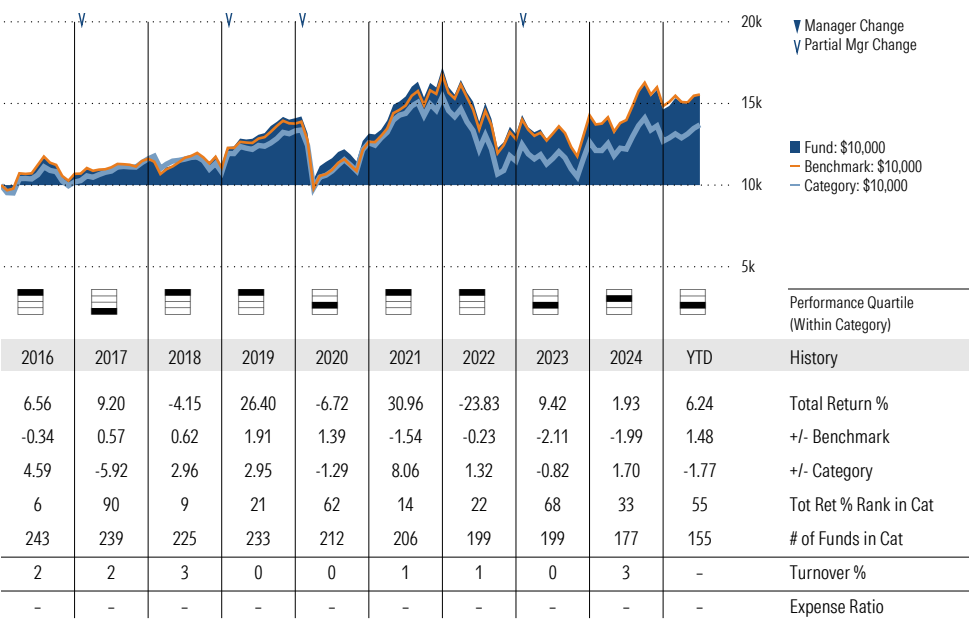 20k
▼ Manager Change
∨ Partial Mgr Change
15k
Fund: $10,000
Benchmark: $10,000
Category: $10,000
10k
5k
Performance Quartile
(Within Category)
2016 2017 2018 2019 2020 2021 2022 2023 2024 YTD History
6.56 9.20 -4.15 26.40 -6.72 30.96 -23.83 9.42 1.93 6.24 Total Return %
-0.34 0.57 0.62 1.91 1.39 -1.54 -0.23 -2.11 -1.99 1.48 +/- Benchmark
4.59 -5.92 2.96 2.95 -1.29 8.06 1.32 -0.82 1.70 -1.77 +/- Category
6 90 9 21 62 14 22 68 33 55 Tot Ret % Rank in Cat
243 239 225 233 212 206 199 199 177 155 # of Funds in Cat
2 2 3 0 0 1 1 0 3 – Turnover %
– – – – – – – – – – Expense Ratio